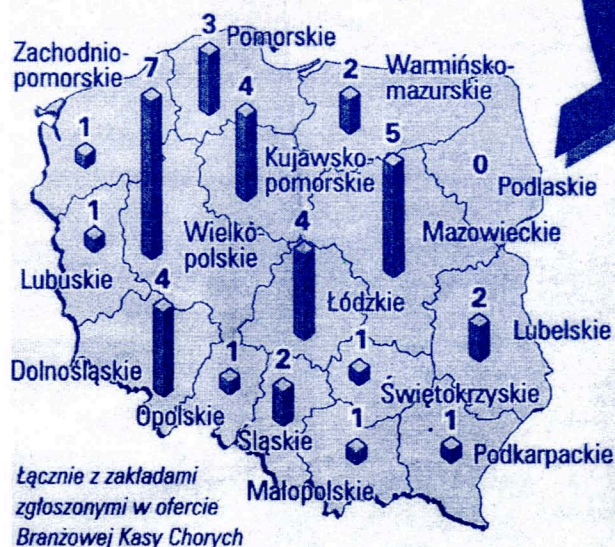 3
Pomorskie
Zachodnio-
pomorskie
7
4
2
Warmińsko-
mazurskie
1
5
Kujawsko-
pomorskie
0
Podlaskie
1
Wielko-
polskie
4
Mazowieckie
Lubuskie
4
Łódzkie
2
Lubelskie
Dolnośląskie
1
2
1
Świętokrzyskie
Opolskie
Śląskie
1
1
Podkarpackie
Małopolskie
Łącznie z zakładami
zgłoszonymi w ofercie
Branżowej Kasy Chorych